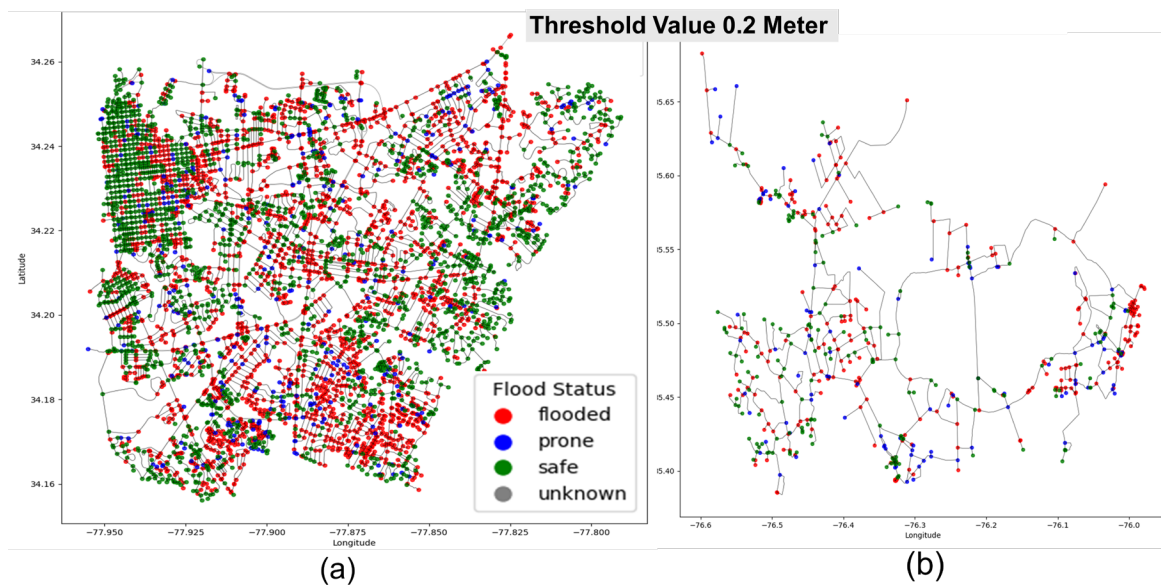 Threshold Value 0.2 Meter
34.26
34.24
34.22
34.20
34.18
34.16
Latitude
−77.950
−77.925
−77.900
−77.875
−77.850
−77.825
−77.800
Longitude
Flood Status
flooded
prone
safe
unknown
(a)
5.65
5.60
5.55
5.50
5.45
5.40
−76.6
−76.5
−76.4
−76.3
−76.2
−76.1
−76.0
Longitude
(b)